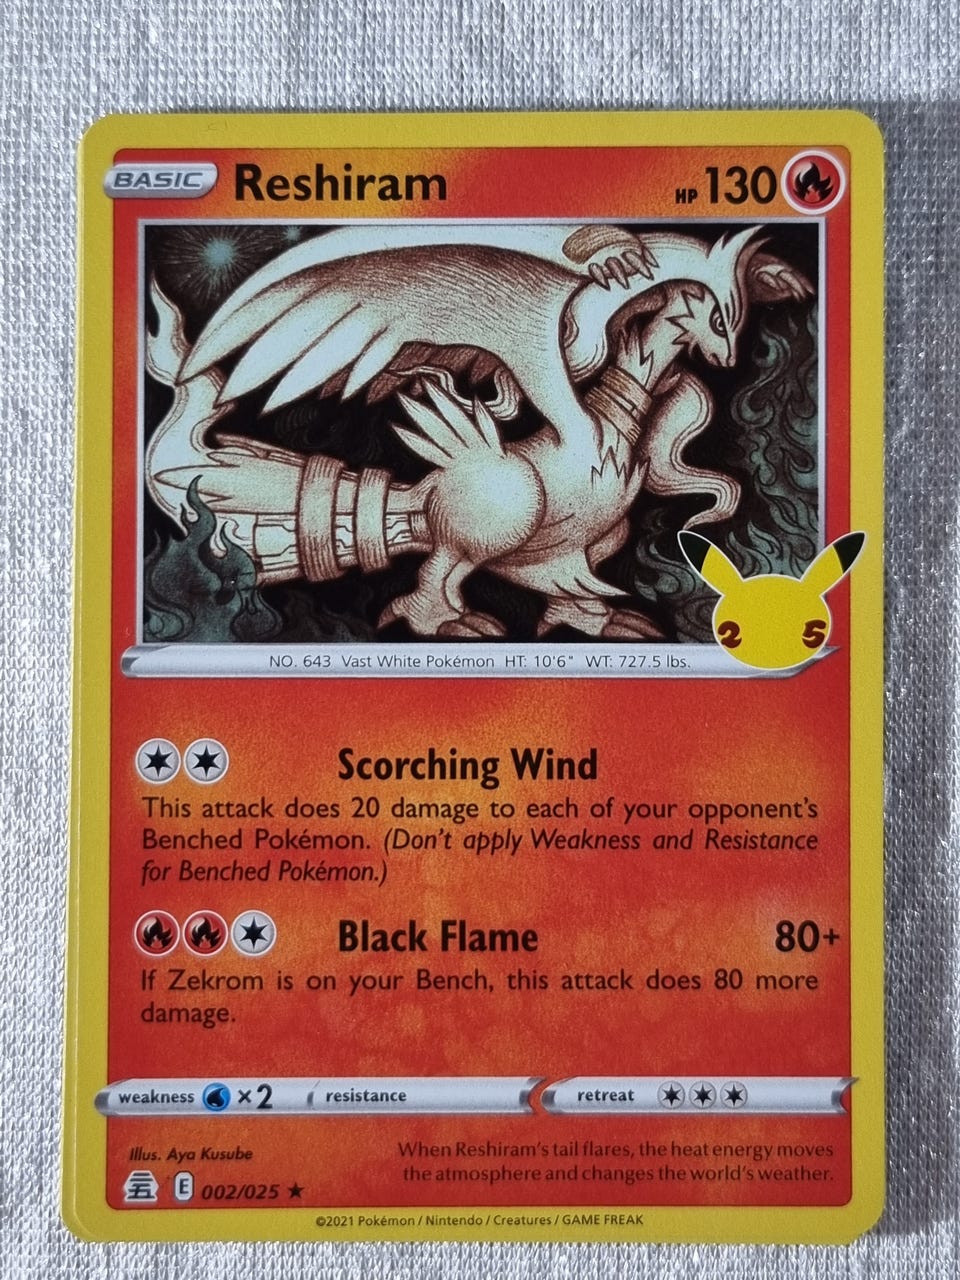 BASIC Reshiram HP 130
25
NO. 643 Vast White Pokémon HT: 10'6" WT: 727.5 lbs.
Scorching Wind
This attack does 20 damage to each of your opponent's
Benched Pokémon. (Don't apply Weakness and Resistance
for Benched Pokémon.)
Black Flame 80+
If Zekrom is on your Bench, this attack does 80 more
damage.
weakness ×2 resistance retreat
Illus. Aya Kusube
When Reshiram's tail flares, the heat energy moves
the atmosphere and changes the world's weather.
E 002/025 ★
©2021 Pokémon / Nintendo / Creatures / GAME FREAK